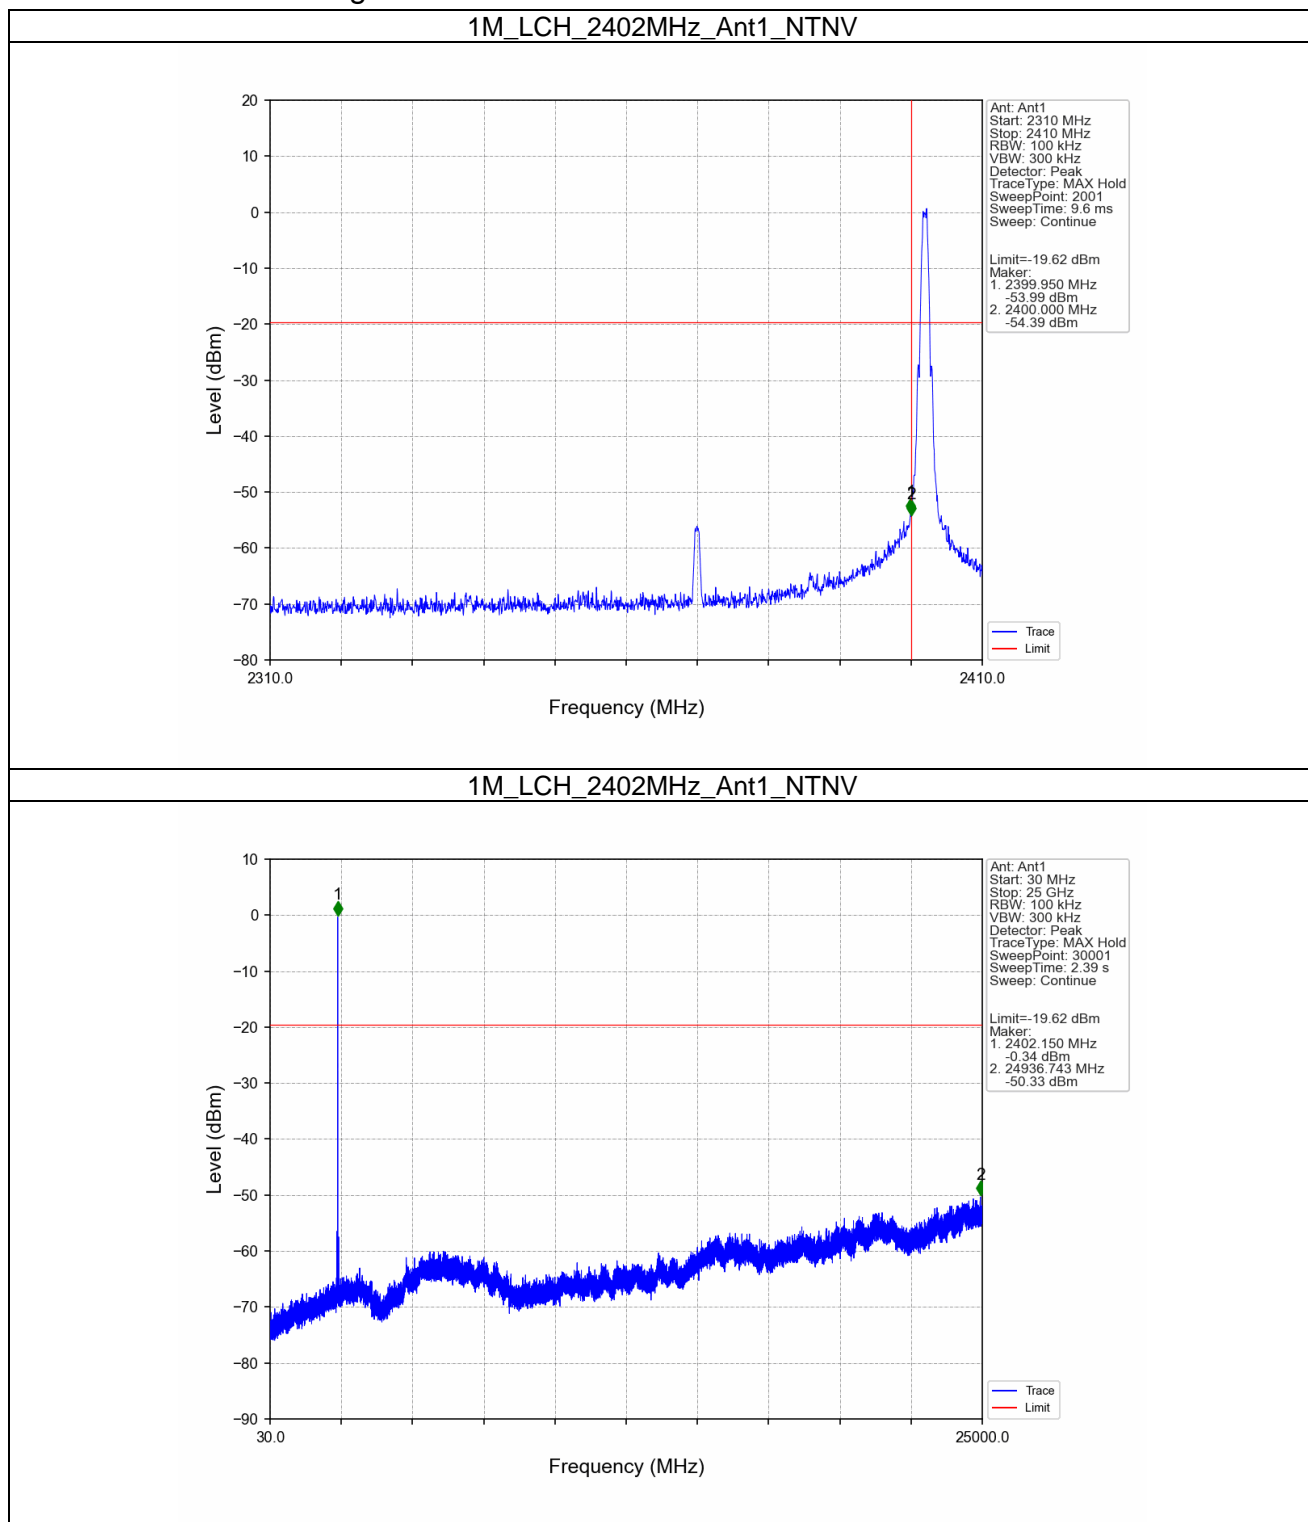 1M_LCH_2402MHz_Ant1_NTNV
20
10
0
−10
−20
−30
−40
−50
−60
−70
−80
Level (dBm)
2
2310.0
2410.0
Frequency (MHz)
Ant: Ant1
Start: 2310 MHz
Stop: 2410 MHz
RBW: 100 kHz
VBW: 300 kHz
Detector: Peak
TraceType: MAX Hold
SweepPoint: 2001
SweepTime: 9.6 ms
Sweep: Continue
Limit=-19.62 dBm
Maker:
1. 2399.950 MHz
-53.99 dBm
2. 2400.000 MHz
-54.39 dBm
Trace
Limit
1M_LCH_2402MHz_Ant1_NTNV
10
0
−10
−20
−30
−40
−50
−60
−70
−80
−90
Level (dBm)
1
2
30.0
25000.0
Frequency (MHz)
Ant: Ant1
Start: 30 MHz
Stop: 25 GHz
RBW: 100 kHz
VBW: 300 kHz
Detector: Peak
TraceType: MAX Hold
SweepPoint: 30001
SweepTime: 2.39 s
Sweep: Continue
Limit=-19.62 dBm
Maker:
1. 2402.150 MHz
-0.34 dBm
2. 24936.743 MHz
-50.33 dBm
Trace
Limit